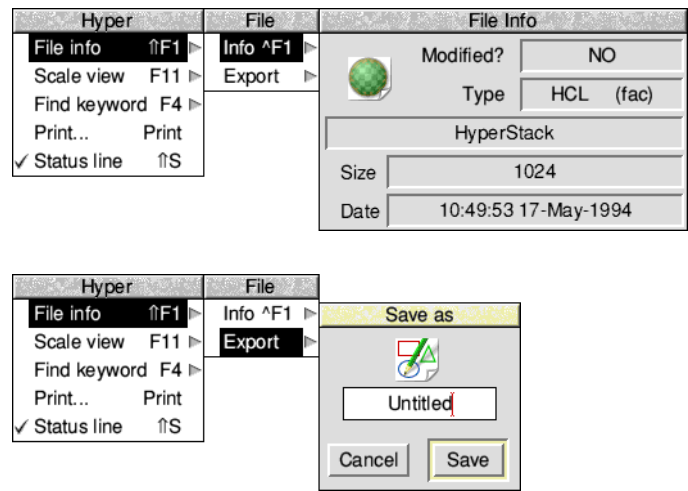 Hyper
File info ⇑F1
Scale view F11
Find keyword F4
Print... Print
✓ Status line ⇑S
File
Info ^F1
Export
File Info
Modified? NO
Type HCL (fac)
HyperStack
Size 1024
Date 10:49:53 17-May-1994
Hyper
File info ⇑F1
Scale view F11
Find keyword F4
Print... Print
✓ Status line ⇑S
File
Info ^F1
Export
Save as
Untitled
Cancel Save